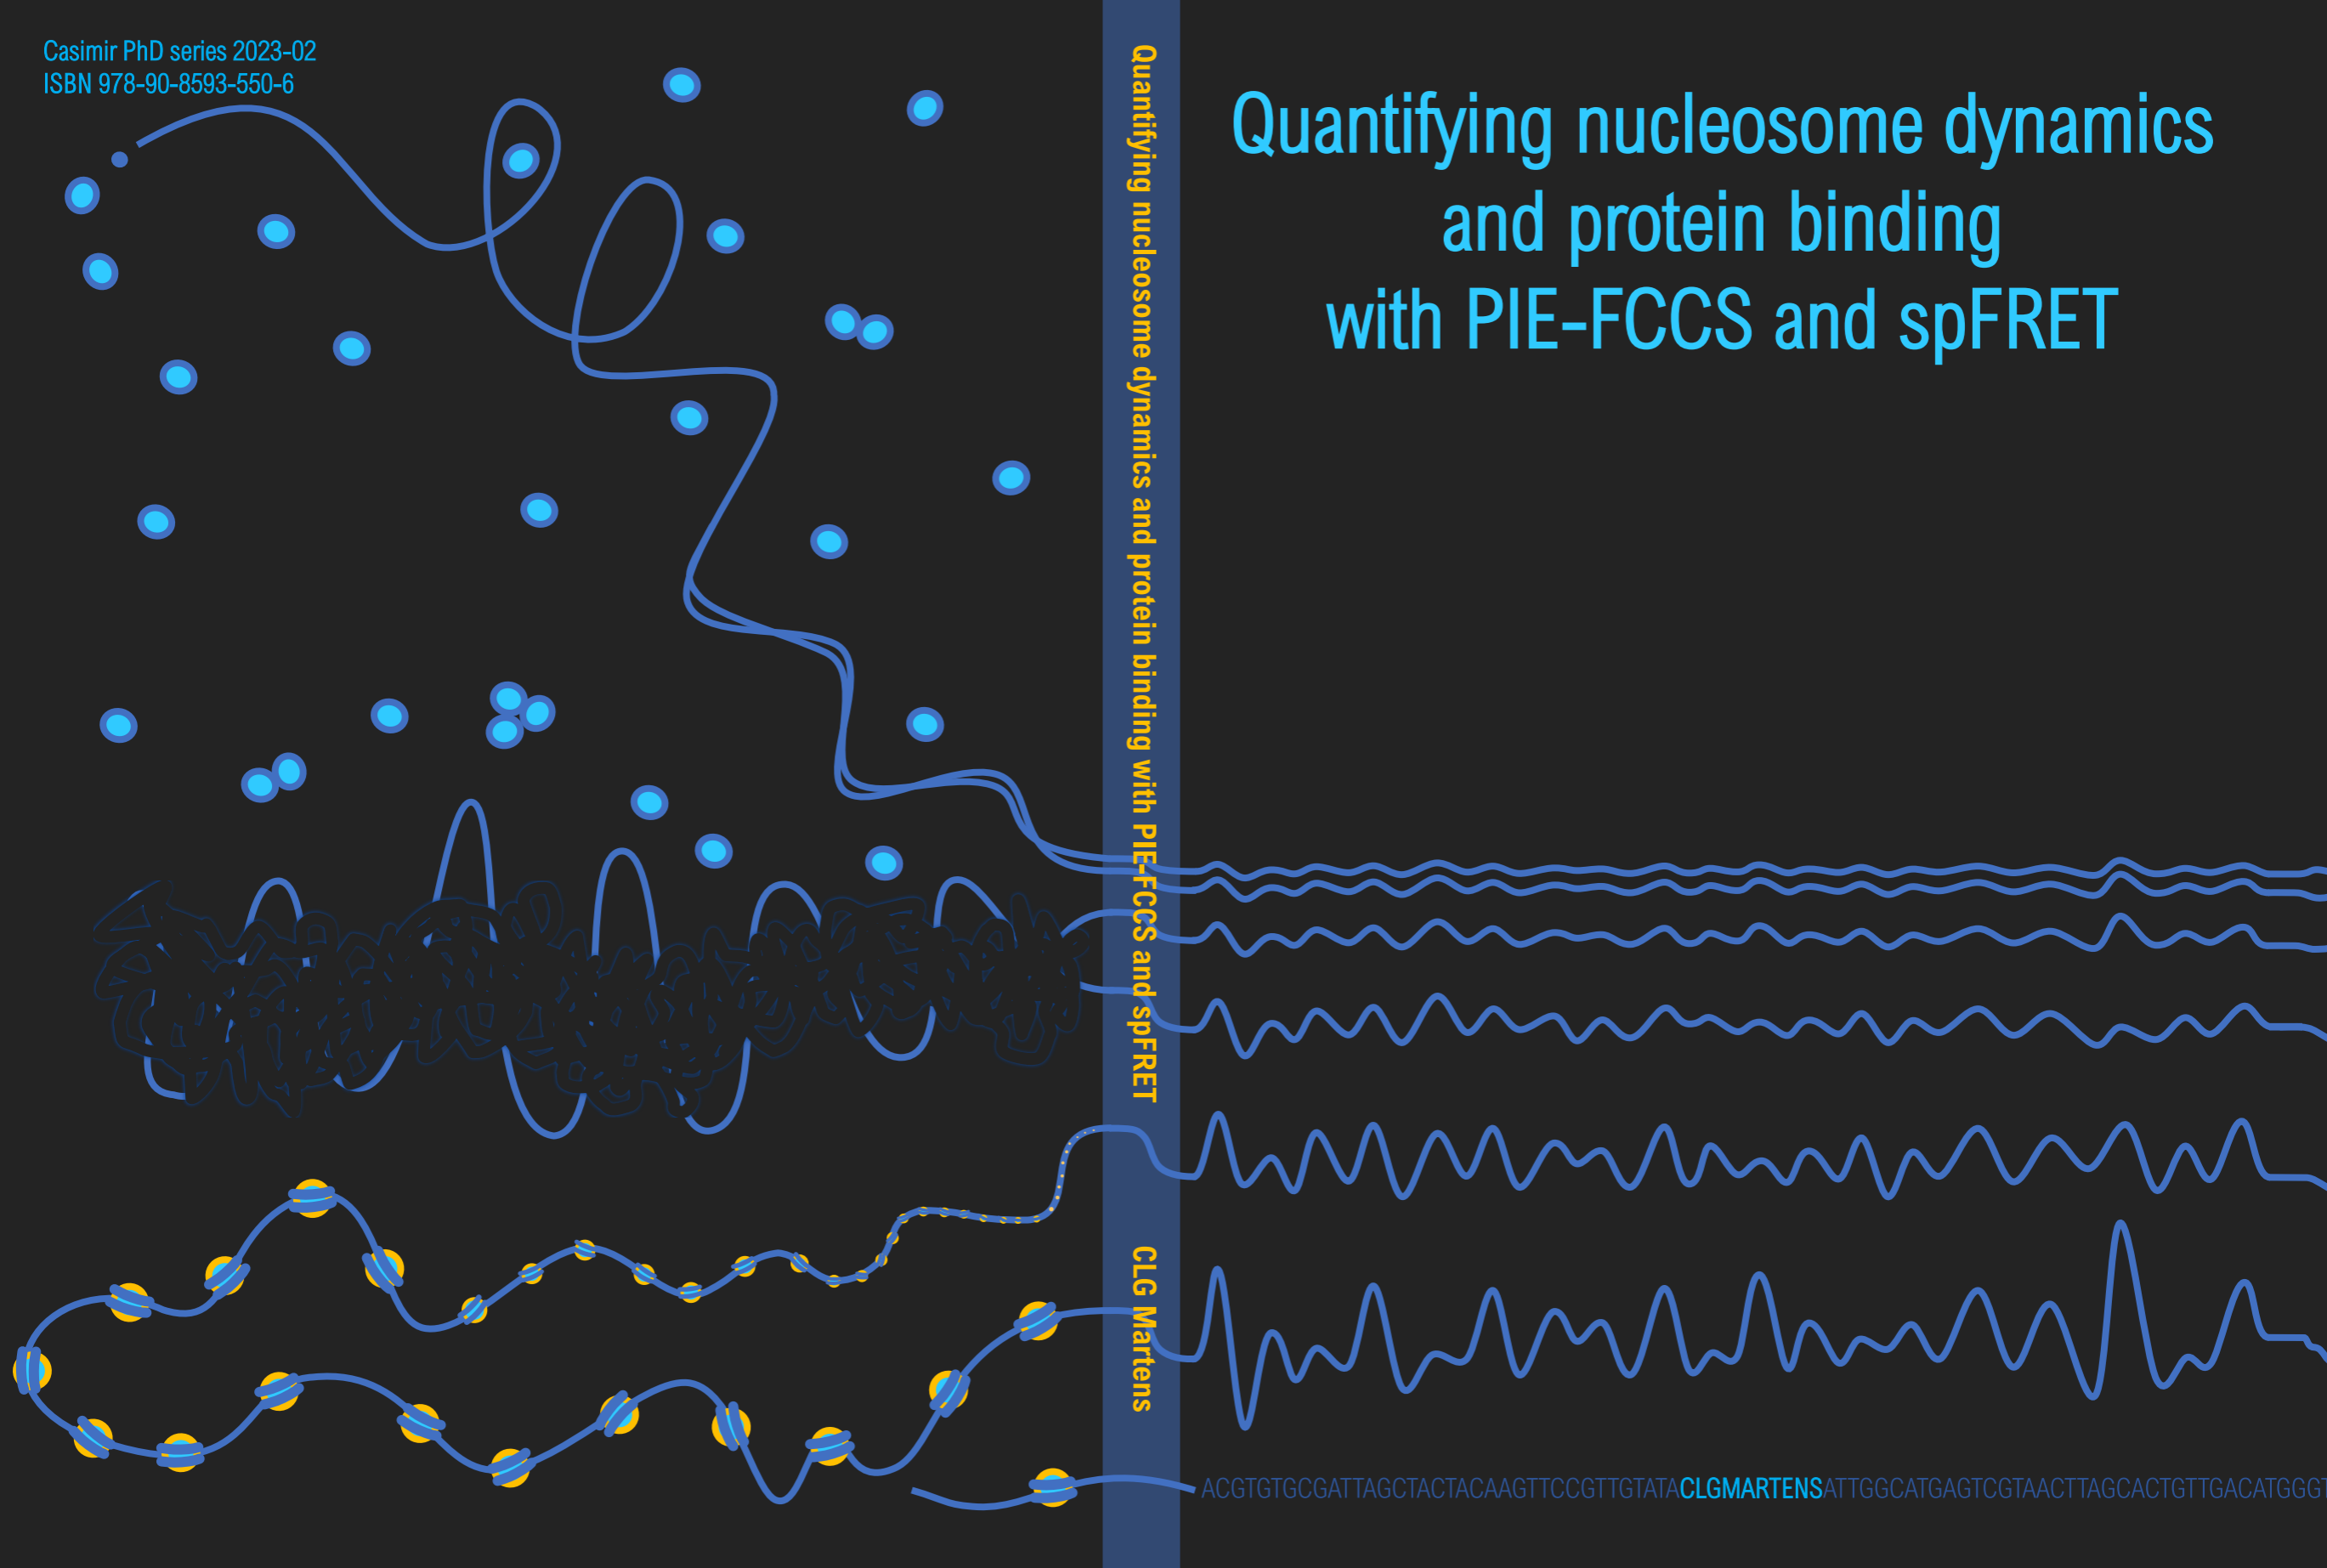 Casimir PhD series 2023-02
ISBN 978-90-8593-550-6
Quantifying nucleosome dynamics and protein binding with PIE-FCCS and spFRET
CLG Martens
Quantifying nucleosome dynamics
and protein binding
with PIE-FCCS and spFRET
ACGTGTGCGATTAGCTACTACAAGTTCCGTTGTATACLGMARTENSATTGGCATGAGTCGTAACTTAGCACTGTTGACATGGGT